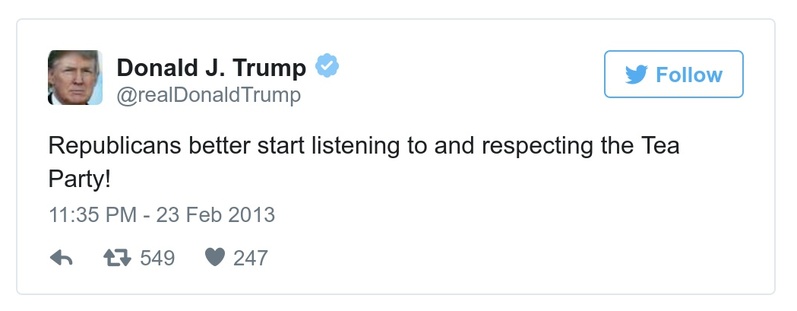 Donald J. Trump
@realDonaldTrump
Follow
Republicans better start listening to and respecting the Tea
Party!
11:35 PM - 23 Feb 2013
549 247